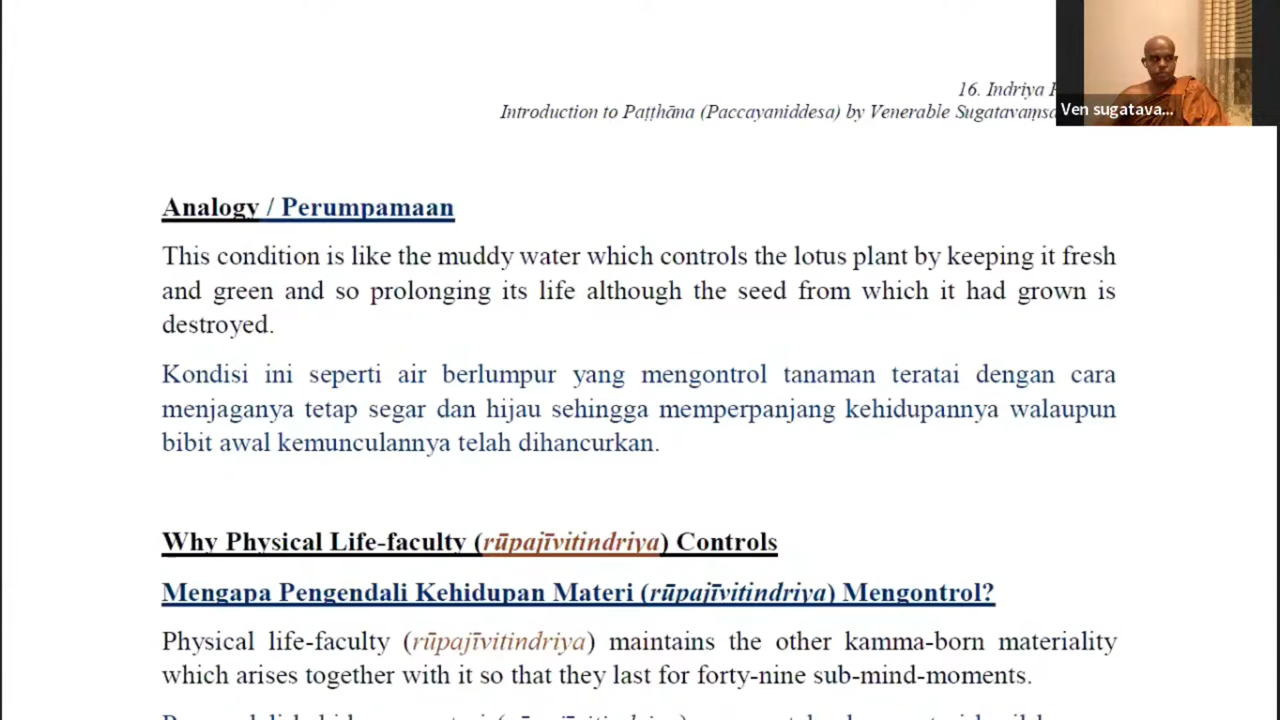 16. Indriya
Introduction to Paṭṭhāna (Paccayaniddesa) by Venerable
Ven sugatava...
Analogy / Perumpamaan
This condition is like the muddy water which controls the lotus plant by keeping it fresh
and green and so prolonging its life although the seed from which it had grown is
destroyed.
Kondisi ini seperti air berlumpur yang mengontrol tanaman teratai dengan cara
menjaganya tetap segar dan hijau sehingga memperpanjang kehidupannya walaupun
bibit awal kemunculannya telah dihancurkan.
Why Physical Life-faculty (rūpajīvitindriya) Controls
Mengapa Pengendali Kehidupan Materi (rūpajīvitindriya) Mengontrol?
Physical life-faculty (rūpajīvitindriya) maintains the other kamma-born materiality
which arises together with it so that they last for forty-nine sub-mind-moments.